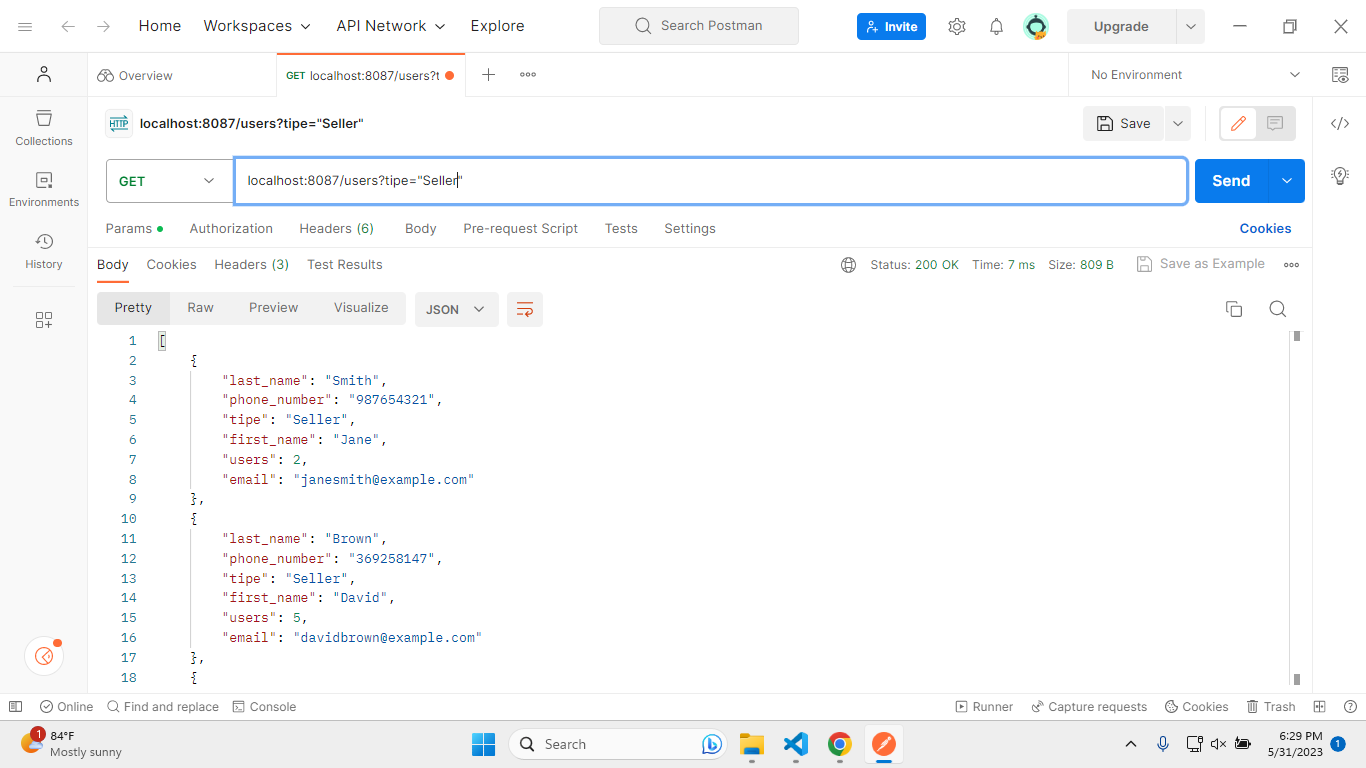 Home
Workspaces
API Network
Explore
Search Postman
Invite
Upgrade
Overview
GET localhost:8087/users?t
No Environment
HTTP
localhost:8087/users?tipe="Seller"
Save
Collections
Environments
History
GET
localhost:8087/users?tipe="Seller"
Send
Params
Authorization
Headers (6)
Body
Pre-request Script
Tests
Settings
Cookies
Body
Cookies
Headers (3)
Test Results
Status: 200 OK
Time: 7 ms
Size: 809 B
Save as Example
Pretty
Raw
Preview
Visualize
JSON
1 [
2 {
3 "last_name": "Smith",
4 "phone_number": "987654321",
5 "tipe": "Seller",
6 "first_name": "Jane",
7 "users": 2,
8 "email": "janesmith@example.com"
9 },
10 {
11 "last_name": "Brown",
12 "phone_number": "369258147",
13 "tipe": "Seller",
14 "first_name": "David",
15 "users": 5,
16 "email": "davidbrown@example.com"
17 },
18 {
Online
Find and replace
Console
Runner
Capture requests
Cookies
Trash
1
84°F
Mostly sunny
Search
6:29 PM
5/31/2023
1